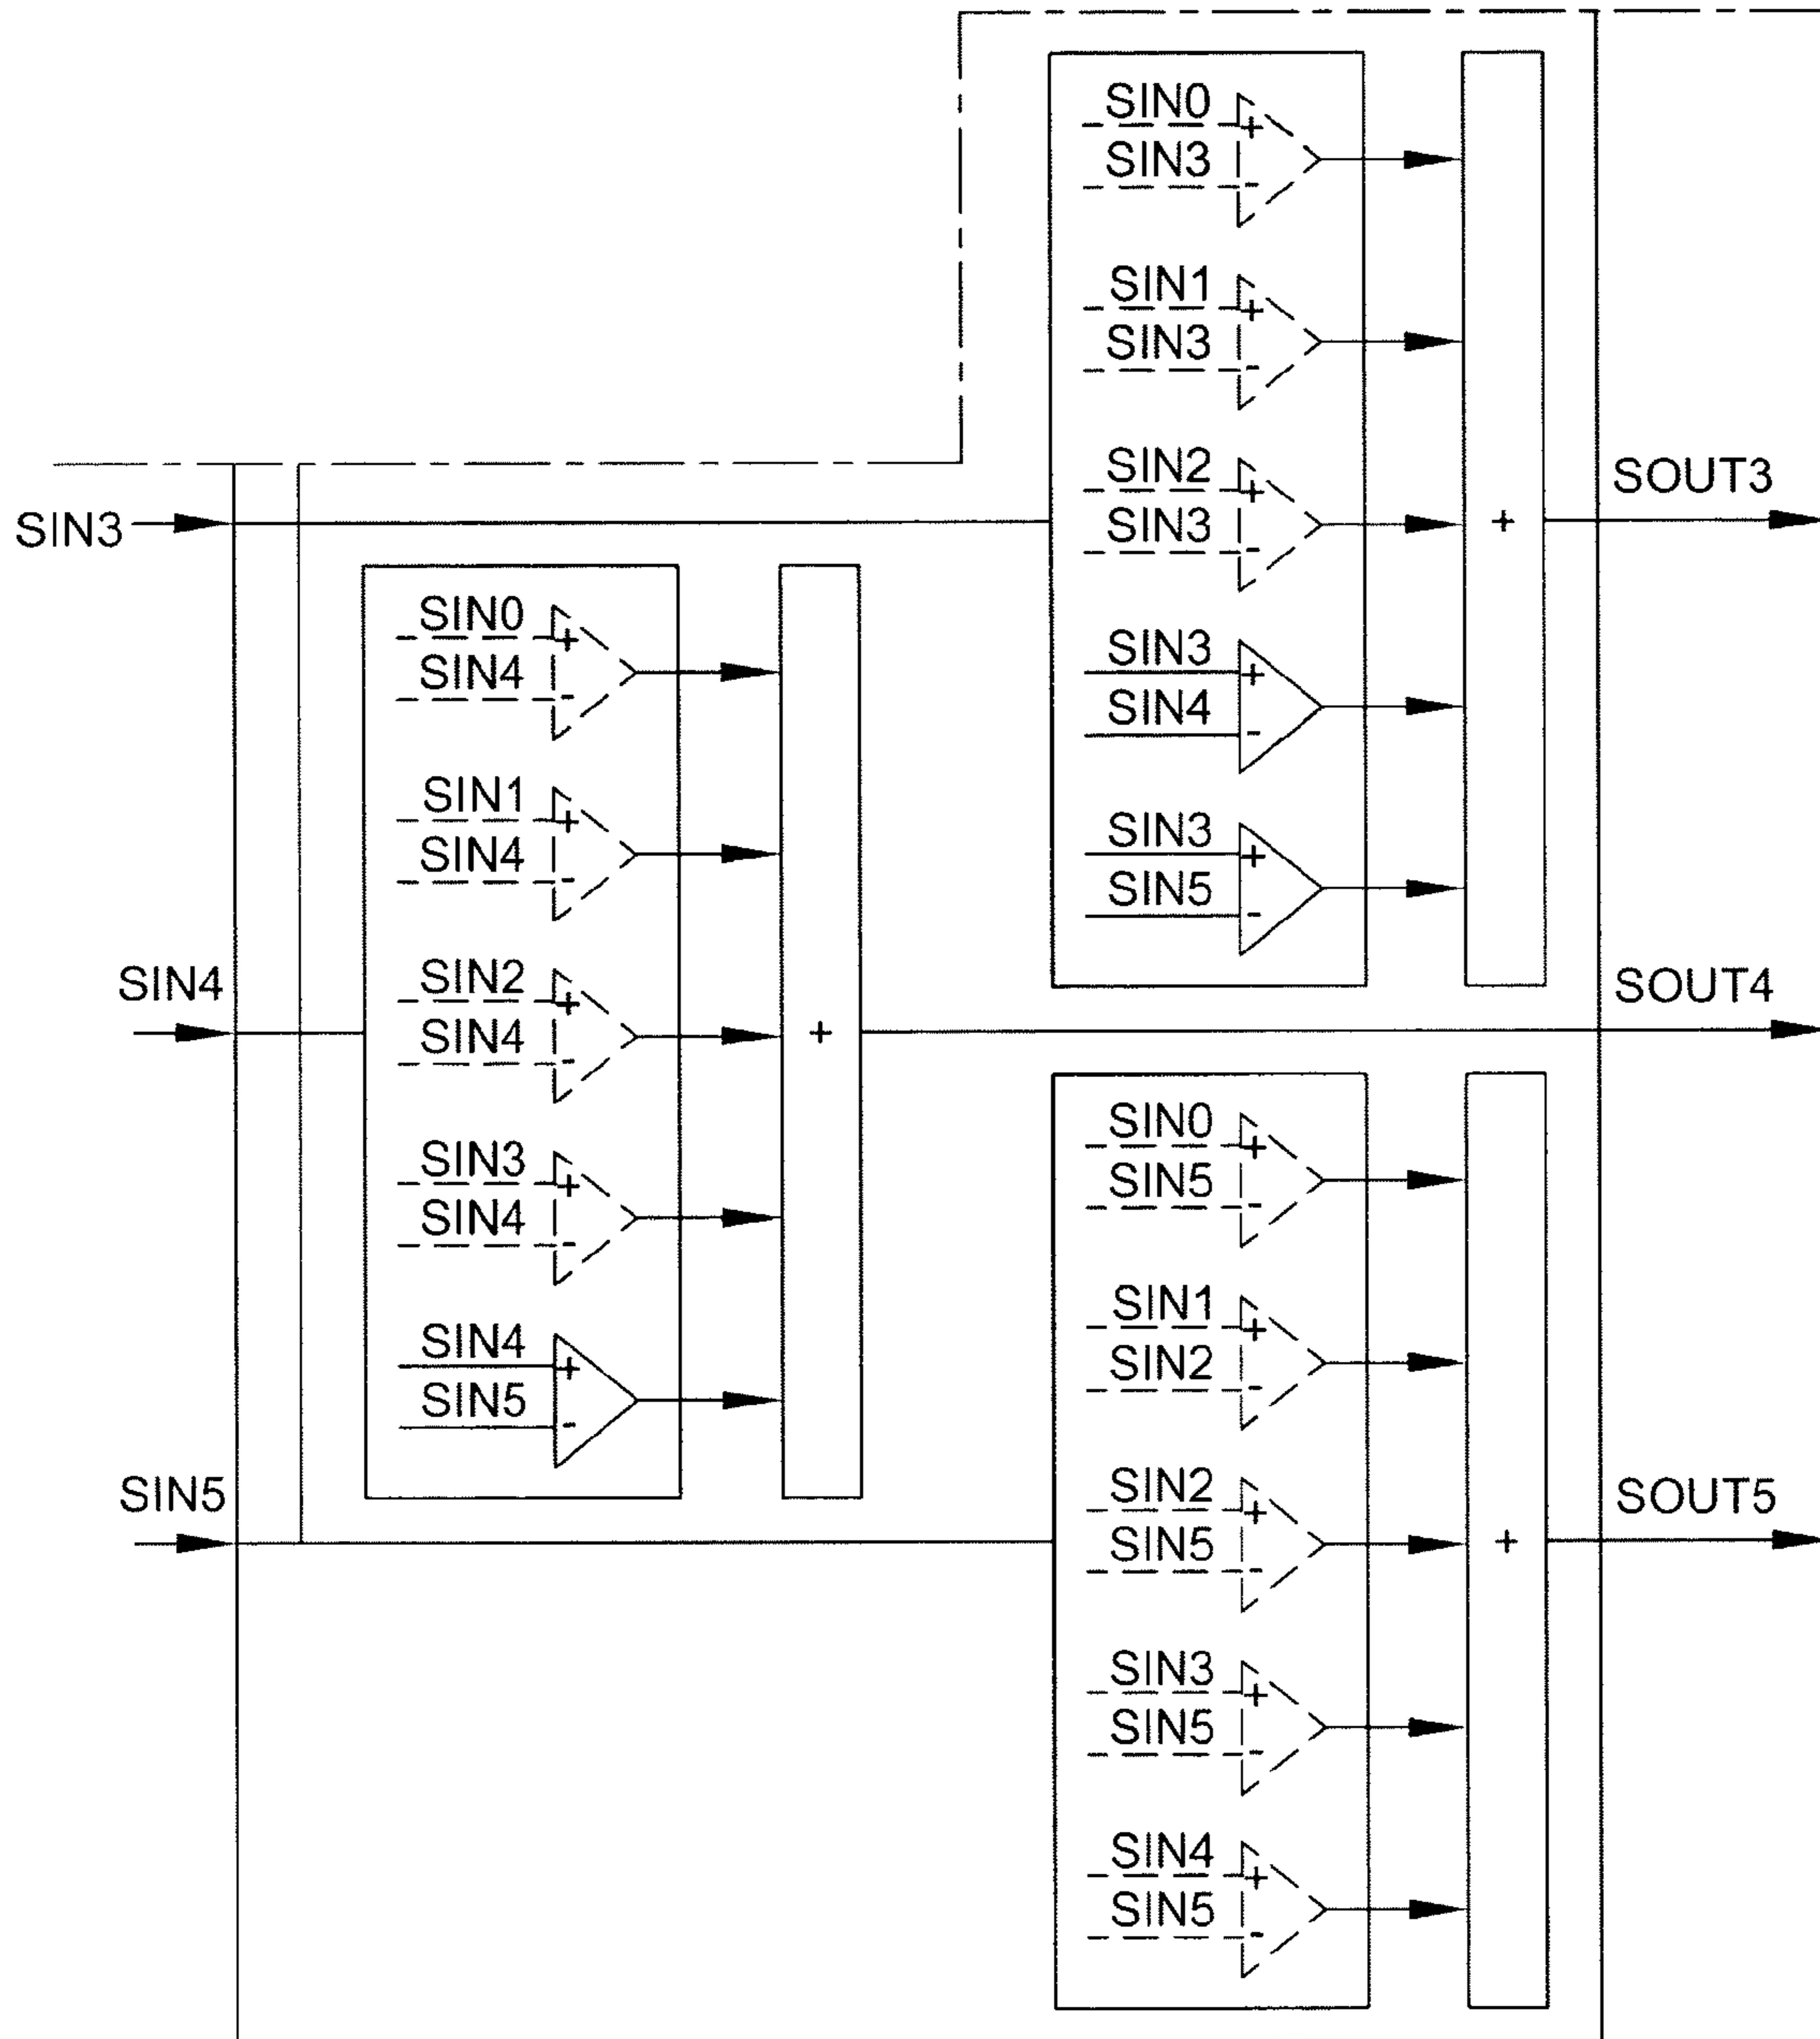 SIN0
+
SIN3
-
SIN1
+
SIN3
-
SIN2
+
SIN3
-
SIN3
+
SIN4
-
SIN3
+
SIN5
-
+
SOUT3
SIN3
SIN0
+
SIN4
-
SIN1
+
SIN4
-
SIN2
+
SIN4
-
SIN3
+
SIN4
-
SIN4
+
SIN5
-
+
SIN4
SOUT4
SIN0
+
SIN5
-
SIN1
+
SIN2
-
SIN2
+
SIN5
-
SIN3
+
SIN5
-
SIN4
+
SIN5
-
+
SIN5
SOUT5